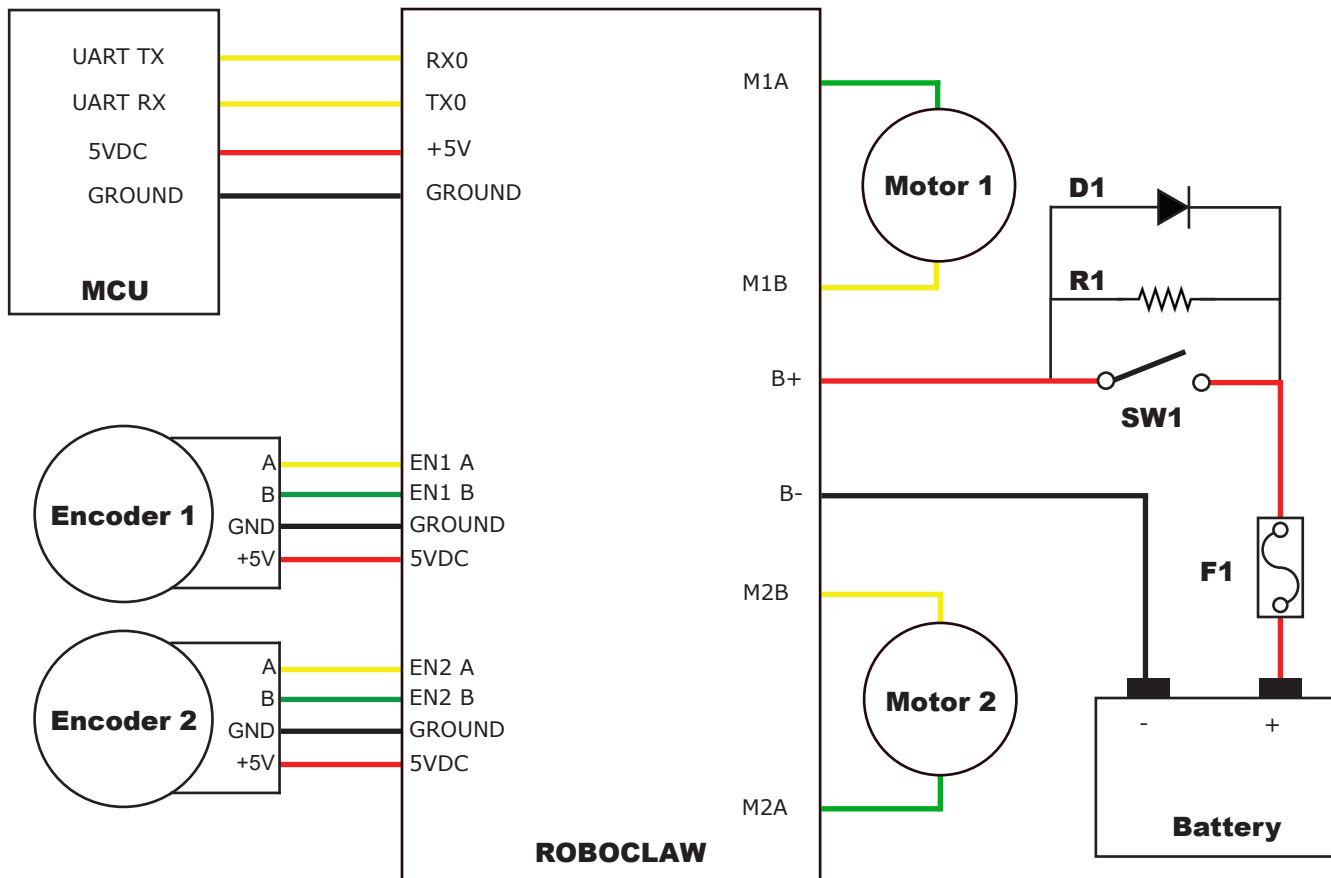 UART TX
UART RX
5VDC
GROUND
MCU
RX0
TX0
+5V
GROUND
M1A
Motor 1
M1B
D1
R1
B+
SW1
B-
F1
A
B
GND
+5V
Encoder 1
EN1 A
EN1 B
GROUND
5VDC
A
B
GND
+5V
Encoder 2
EN2 A
EN2 B
GROUND
5VDC
M2B
Motor 2
M2A
- +
Battery
ROBOCLAW